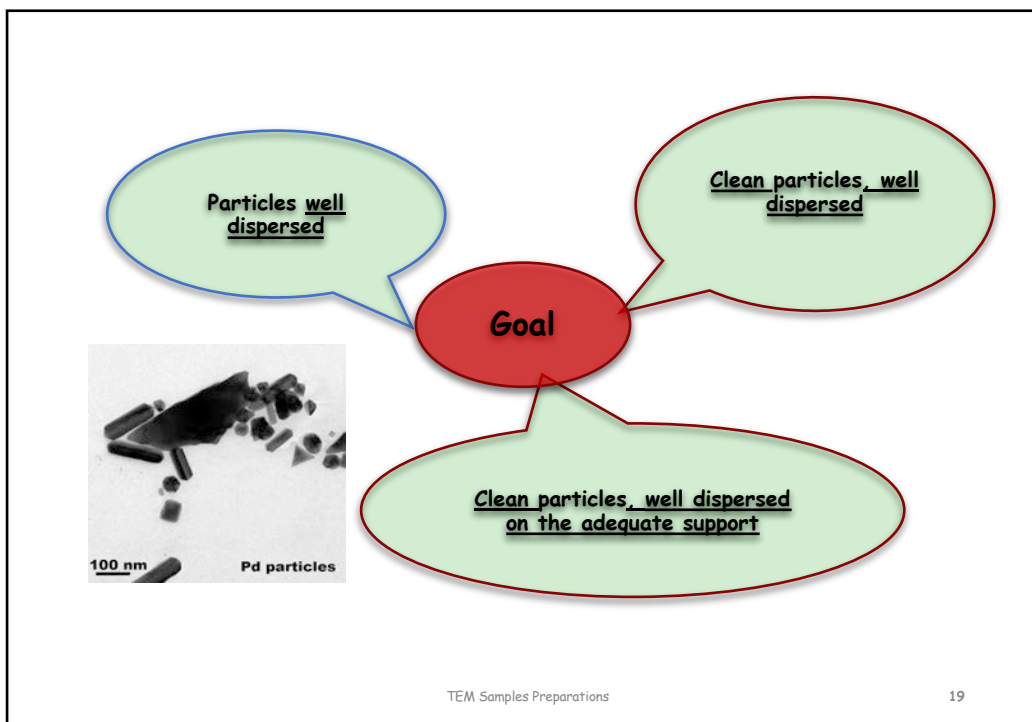 Particles well
dispersed
Clean particles, well
dispersed
Goal
Clean particles, well dispersed
on the adequate support
100 nm
Pd particles
TEM Samples Preparations
19